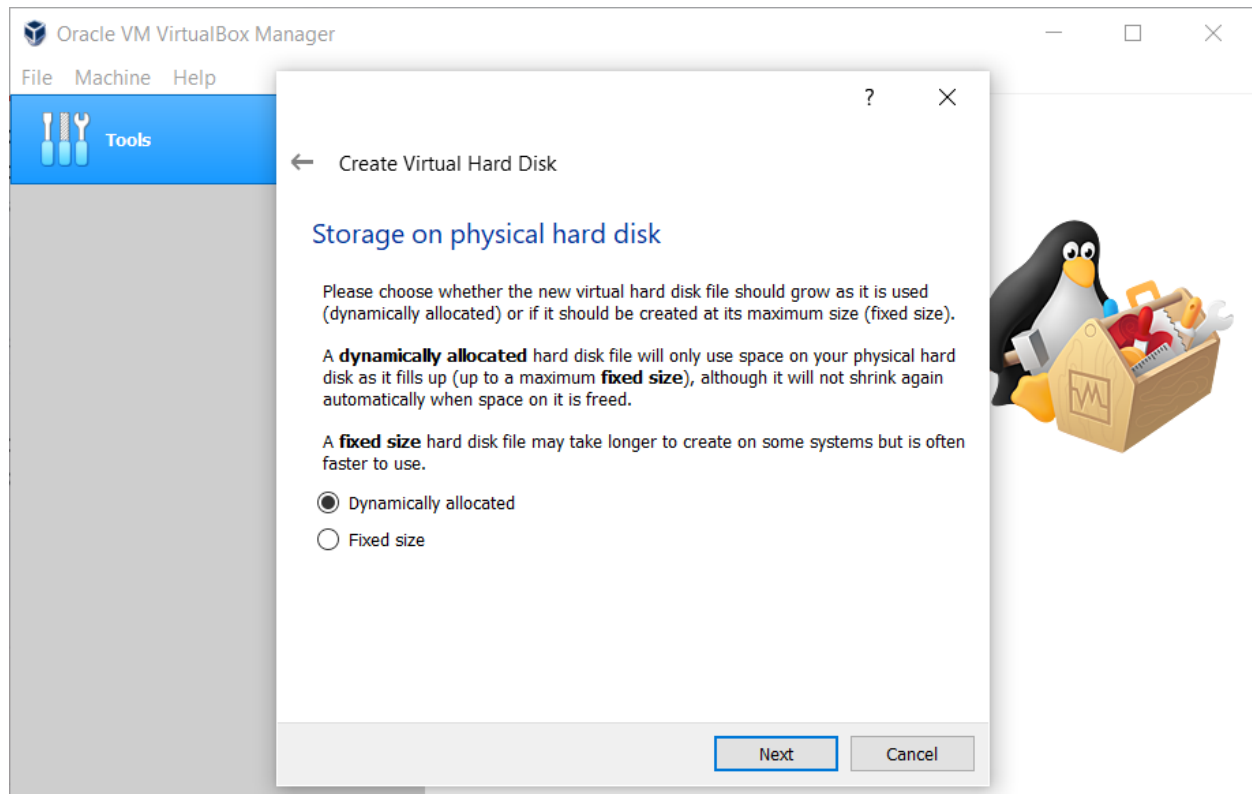 Oracle VM VirtualBox Manager
File Machine Help
?
Tools
Create Virtual Hard Disk
Storage on physical hard disk
Please choose whether the new virtual hard disk file should grow as it is used
(dynamically allocated) or if it should be created at its maximum size (fixed size).
A dynamically allocated hard disk file will only use space on your physical hard
disk as it fills up (up to a maximum fixed size), although it will not shrink again
automatically when space on it is freed.
A fixed size hard disk file may take longer to create on some systems but is often
faster to use.
Dynamically allocated
Fixed size
Next Cancel